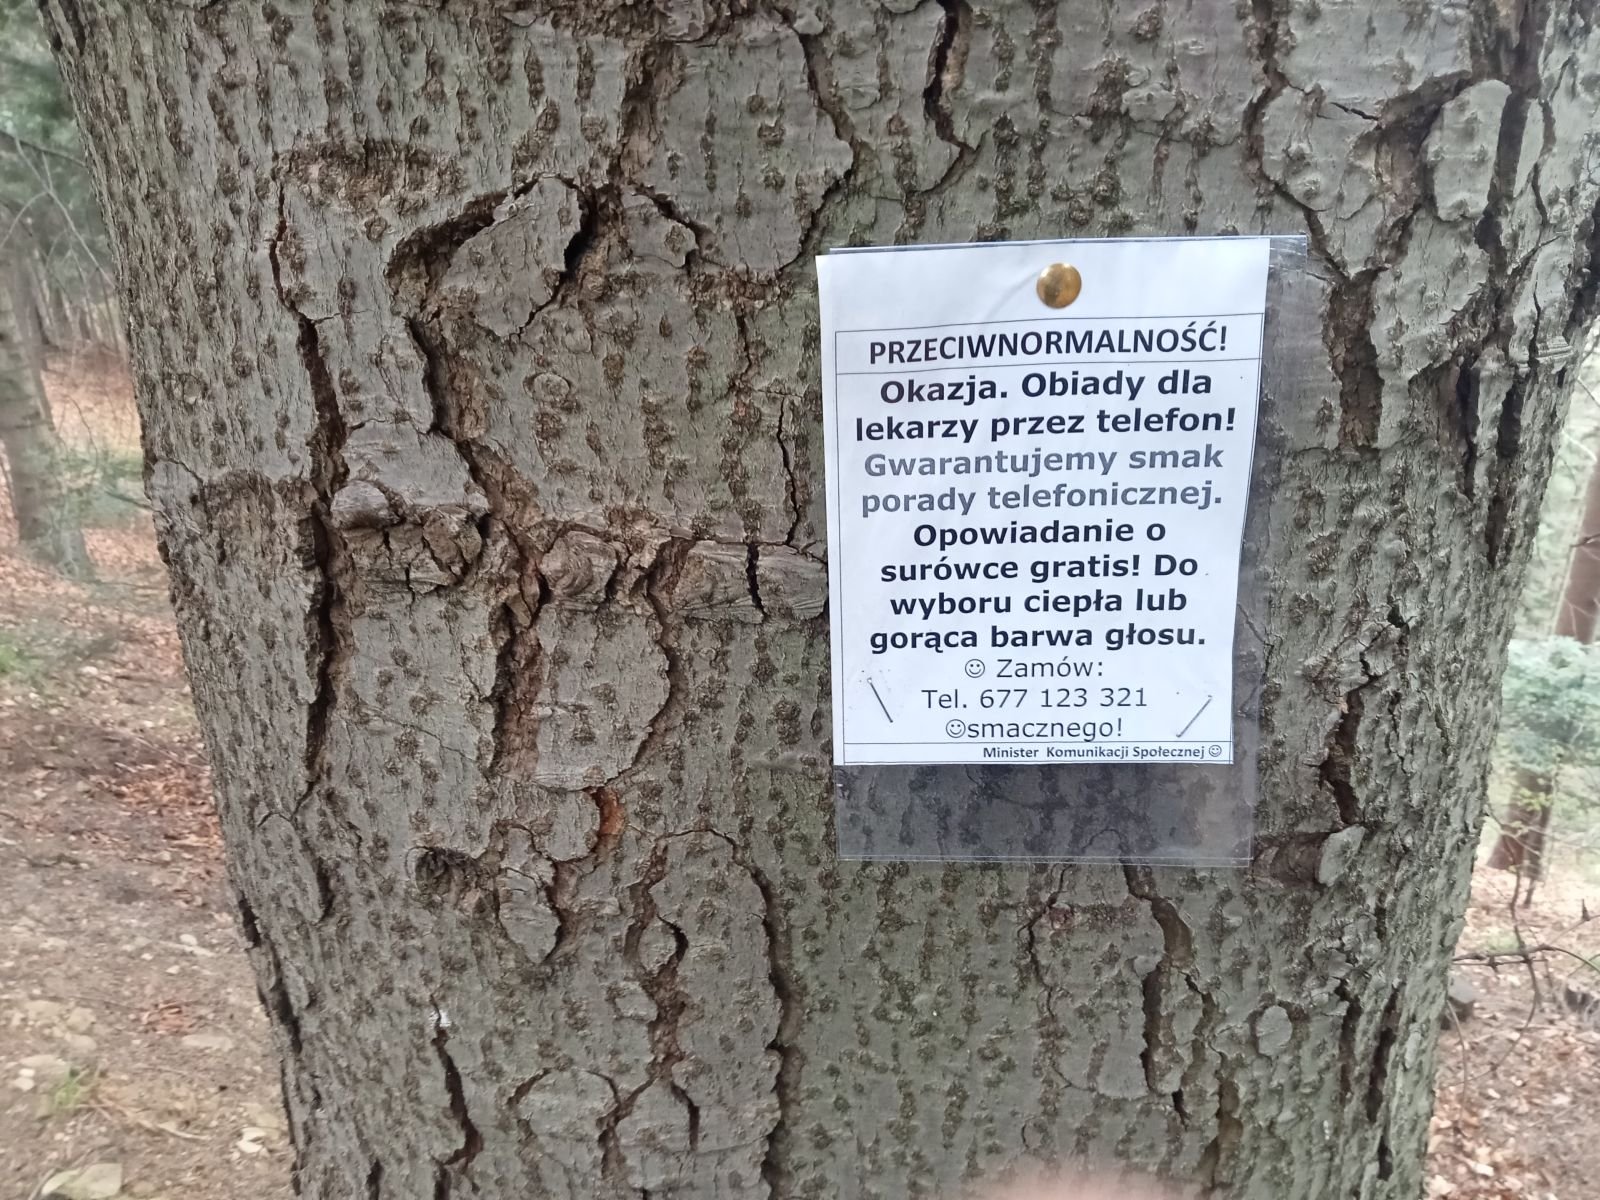 PRZECIWNORMALNOŚĆ!
Okazja. Obiady dla
lekarzy przez telefon!
Gwarantujemy smak
porady telefonicznej.
Opowiadanie o
surówce gratis! Do
wyboru ciepła lub
gorąca barwa głosu.
☺ Zamów:
Tel. 677 123 321
☺smacznego!
Minister Komunikacji Społecznej ☺